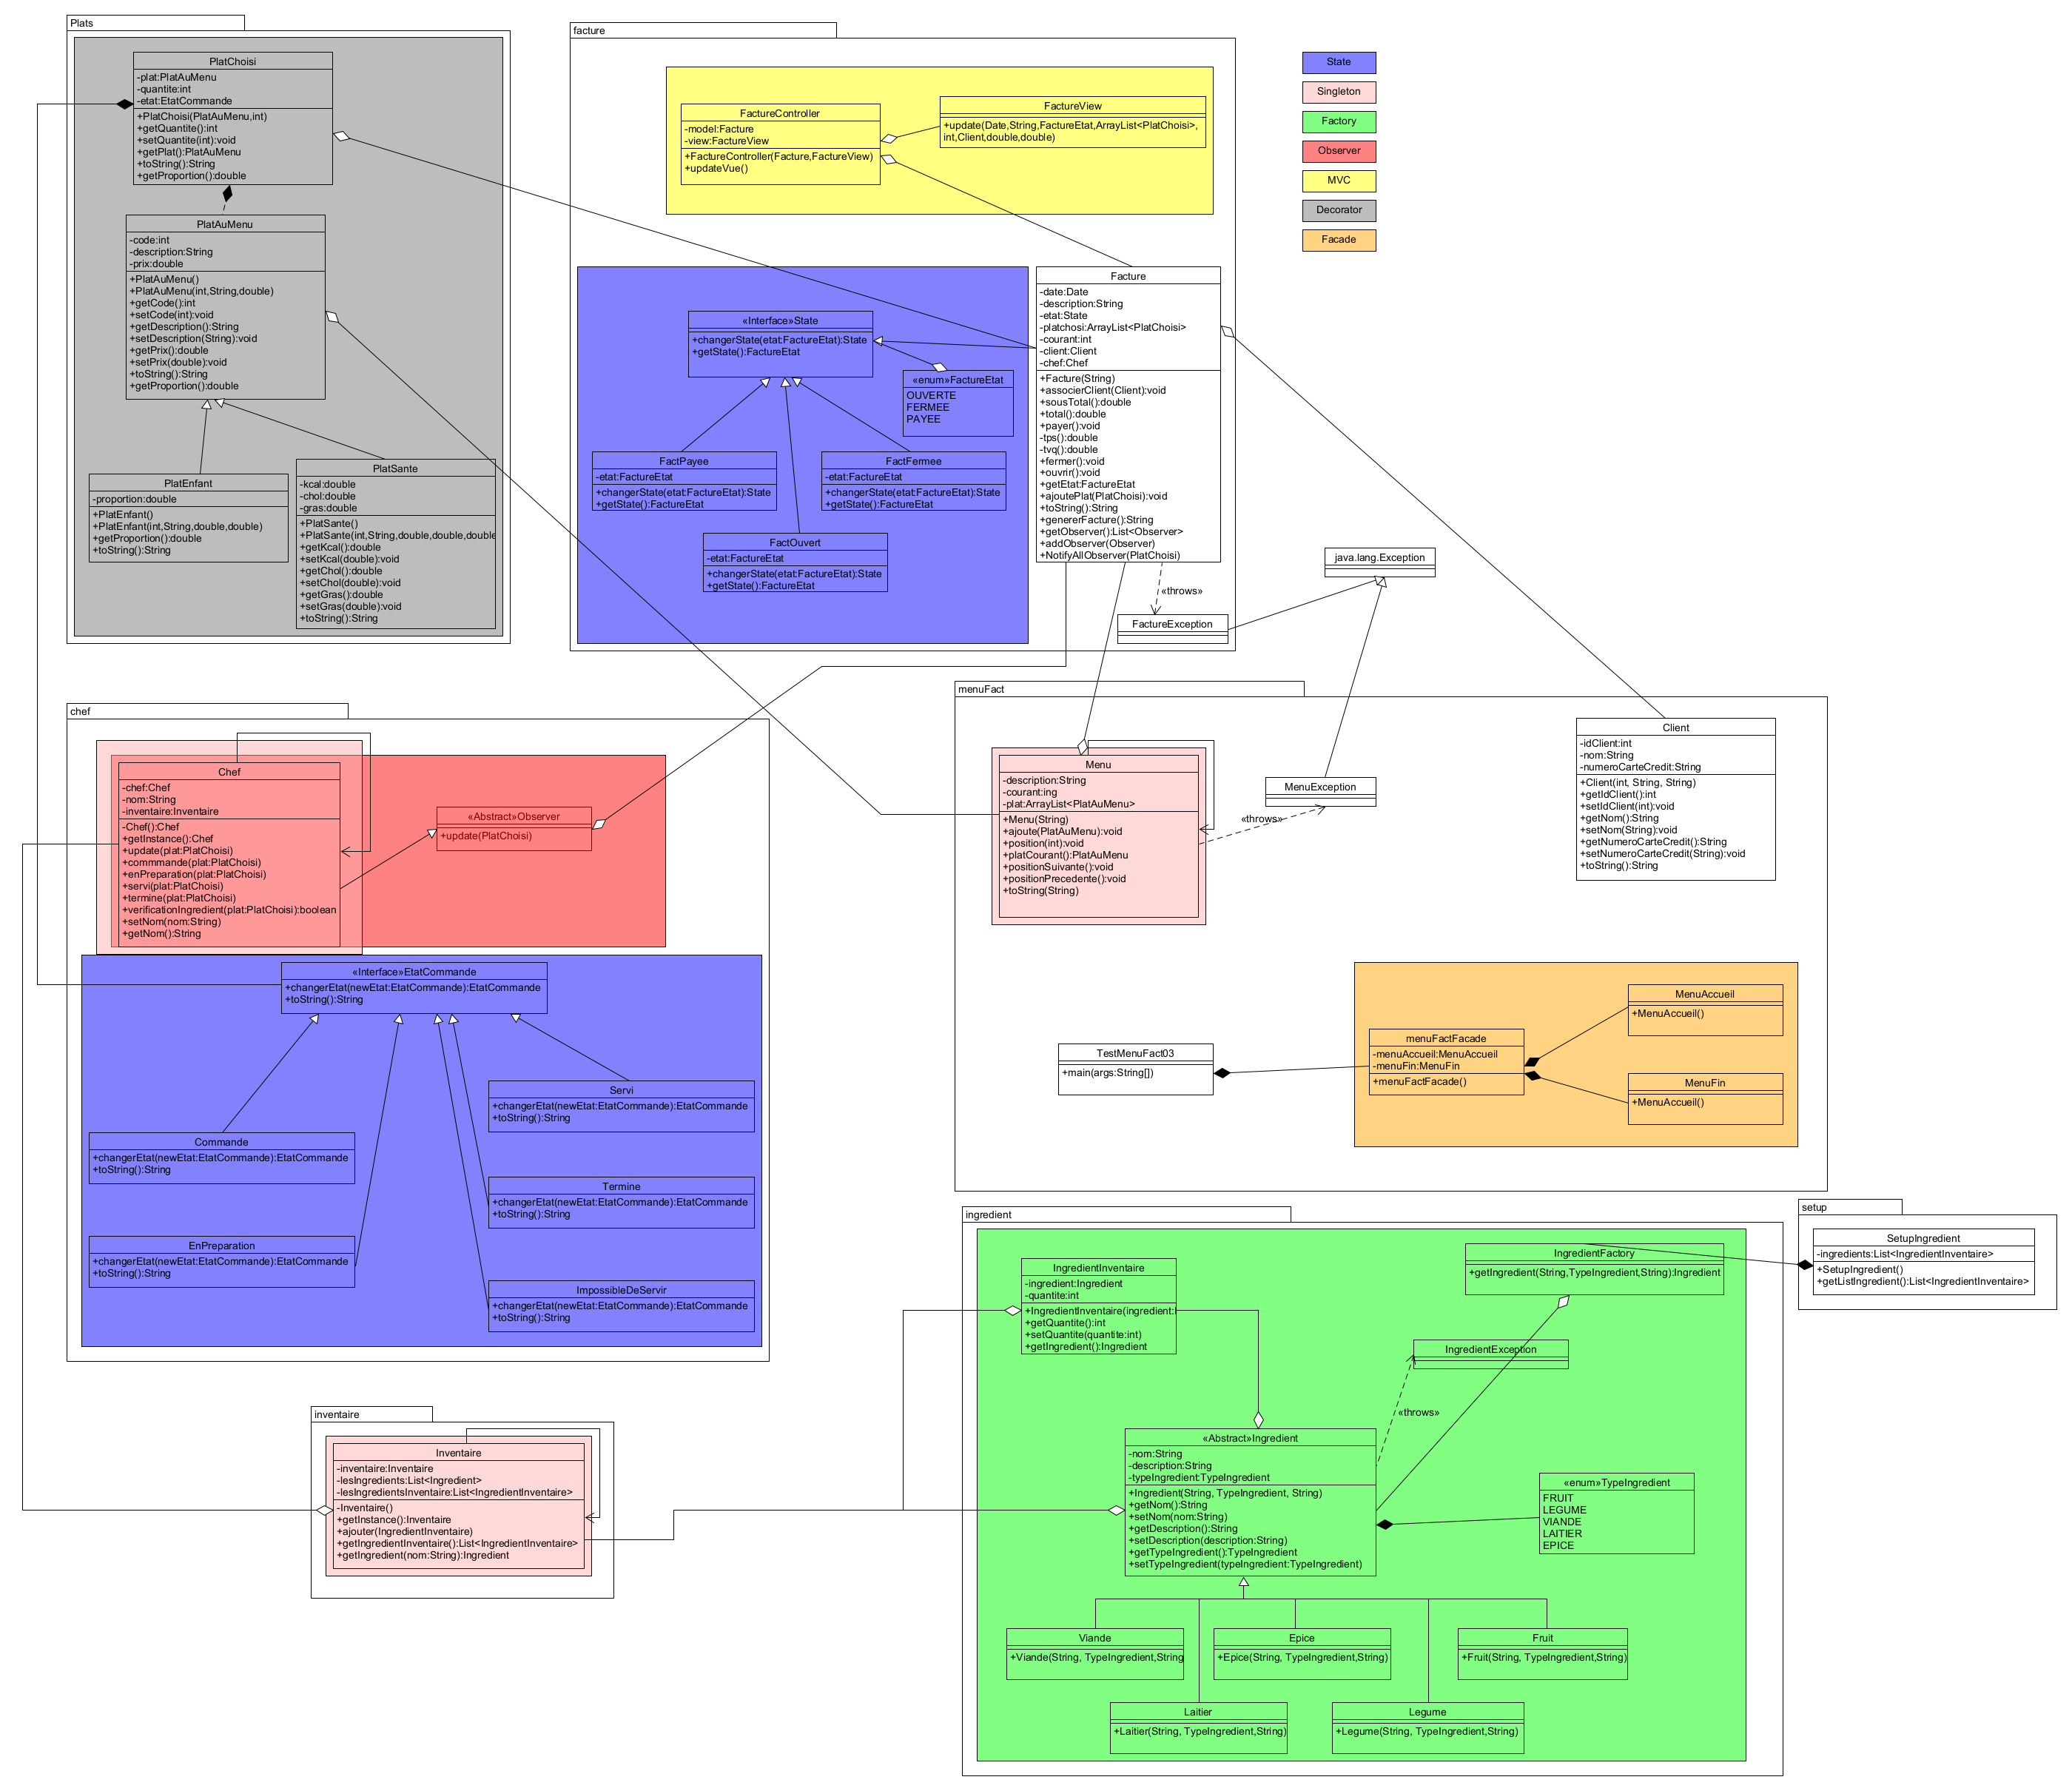 Plats
PlatChoisi
-plat:PlatAuMenu
-quantite:int
-etat:EtatCommande
+PlatChoisi(PlatAuMenu,int)
+getQuantite():int
+setQuantite(int):void
+getPlat():PlatAuMenu
+toString():String
+getProportion():double
PlatAuMenu
-code:int
-description:String
-prix:double
+PlatAuMenu()
+PlatAuMenu(int,String,double)
+getCode():int
+setCode(int):void
+getDescription():String
+setDescription(String):void
+getPrix():double
+setPrix(double):void
+toString():String
+getProportion():double
PlatEnfant
-proportion:double
+PlatEnfant()
+PlatEnfant(int,String,double,double)
+getProportion():double
+toString():String
PlatSante
-kcal:double
-chol:double
-gras:double
+PlatSante()
+PlatSante(int,String,double,double,double
+getKcal():double
+setKcal(double):void
+getChol():double
+setChol(double):void
+getGras():double
+setGras(double):void
+toString():String
facture
FactureController
-model:Facture
-view:FactureView
+FactureController(Facture,FactureView)
+updateVue()
FactureView
+update(Date,String,FactureEtat,ArrayList<PlatChoisi>,
int,Client,double,double)
«Interface»State
+changerState(etat:FactureEtat):State
+getState():FactureEtat
«enum»FactureEtat
OUVERTE
FERMEE
PAYEE
FactPayee
-etat:FactureEtat
+changerState(etat:FactureEtat):State
+getState():FactureEtat
FactFermee
-etat:FactureEtat
+changerState(etat:FactureEtat):State
+getState():FactureEtat
FactOuvert
-etat:FactureEtat
+changerState(etat:FactureEtat):State
+getState():FactureEtat
Facture
-date:Date
-description:String
-etat:State
-platchosi:ArrayList<PlatChoisi>
-courant:int
-client:Client
-chef:Chef
+Facture(String)
+associerClient(Client):void
+sousTotal():double
+total():double
+payer():void
-tps():double
-tvq():double
+fermer():void
+ouvrir():void
+getEtat:FactureEtat
+ajoutePlat(PlatChoisi):void
+toString():String
+genererFacture():String
+getObserver():List<Observer>
+addObserver(Observer)
+NotifyAllObserver(PlatChoisi)
«throws»
FactureException
State
Singleton
Factory
Observer
MVC
Decorator
Facade
java.lang.Exception
chef
Chef
-chef:Chef
-nom:String
-inventaire:Inventaire
-Chef():Chef
+getInstance():Chef
+update(plat:PlatChoisi)
+commmande(plat:PlatChoisi)
+enPreparation(plat:PlatChoisi)
+servi(plat:PlatChoisi)
+termine(plat:PlatChoisi)
+verificationIngredient(plat:PlatChoisi):boolean
+setNom(nom:String)
+getNom():String
«Abstract»Observer
+update(PlatChoisi)
«Interface»EtatCommande
+changerEtat(newEtat:EtatCommande):EtatCommande
+toString():String
Servi
+changerEtat(newEtat:EtatCommande):EtatCommande
+toString():String
Commande
+changerEtat(newEtat:EtatCommande):EtatCommande
+toString():String
Termine
+changerEtat(newEtat:EtatCommande):EtatCommande
+toString():String
EnPreparation
+changerEtat(newEtat:EtatCommande):EtatCommande
+toString():String
ImpossibleDeServir
+changerEtat(newEtat:EtatCommande):EtatCommande
+toString():String
menuFact
Menu
-description:String
-courant:ing
-plat:ArrayList<PlatAuMenu>
+Menu(String)
+ajoute(PlatAuMenu):void
+position(int):void
+platCourant():PlatAuMenu
+positionSuivante():void
+positionPrecedente():void
+toString(String)
«throws»
MenuException
Client
-idClient:int
-nom:String
-numeroCarteCredit:String
+Client(int, String, String)
+getIdClient():int
+setIdClient(int):void
+getNom():String
+setNom(String):void
+getNumeroCarteCredit():String
+setNumeroCarteCredit(String):void
+toString():String
TestMenuFact03
+main(args:String[])
menuFactFacade
-menuAccueil:MenuAccueil
-menuFin:MenuFin
+menuFactFacade()
MenuAccueil
+MenuAccueil()
MenuFin
+MenuAccueil()
inventaire
Inventaire
-inventaire:Inventaire
-lesIngredients:List<Ingredient>
-lesIngredientsInventaire:List<IngredientInventaire>
-Inventaire()
+getInstance():Inventaire
+ajouter(IngredientInventaire)
+getIngredientInventaire():List<IngredientInventaire>
+getIngredient(nom:String):Ingredient
ingredient
IngredientInventaire
-ingredient:Ingredient
-quantite:int
+IngredientInventaire(ingredient:I
+getQuantite():int
+setQuantite(quantite:int)
+getIngredient():Ingredient
IngredientFactory
+getIngredient(String,TypeIngredient,String):Ingredient
IngredientException
«throws»
«Abstract»Ingredient
-nom:String
-description:String
-typeIngredient:TypeIngredient
+Ingredient(String, TypeIngredient, String)
+getNom():String
+setNom(nom:String)
+getDescription():String
+setDescription(description:String)
+getTypeIngredient():TypeIngredient
+setTypeIngredient(typeIngredient:TypeIngredient)
«enum»TypeIngredient
FRUIT
LEGUME
VIANDE
LAITIER
EPICE
Viande
+Viande(String, TypeIngredient,String
Epice
+Epice(String, TypeIngredient,String)
Fruit
+Fruit(String, TypeIngredient,String)
Laitier
+Laitier(String, TypeIngredient,String)
Legume
+Legume(String, TypeIngredient,String)
setup
SetupIngredient
-ingredients:List<IngredientInventaire>
+SetupIngredient()
+getListIngredient():List<IngredientInventaire>